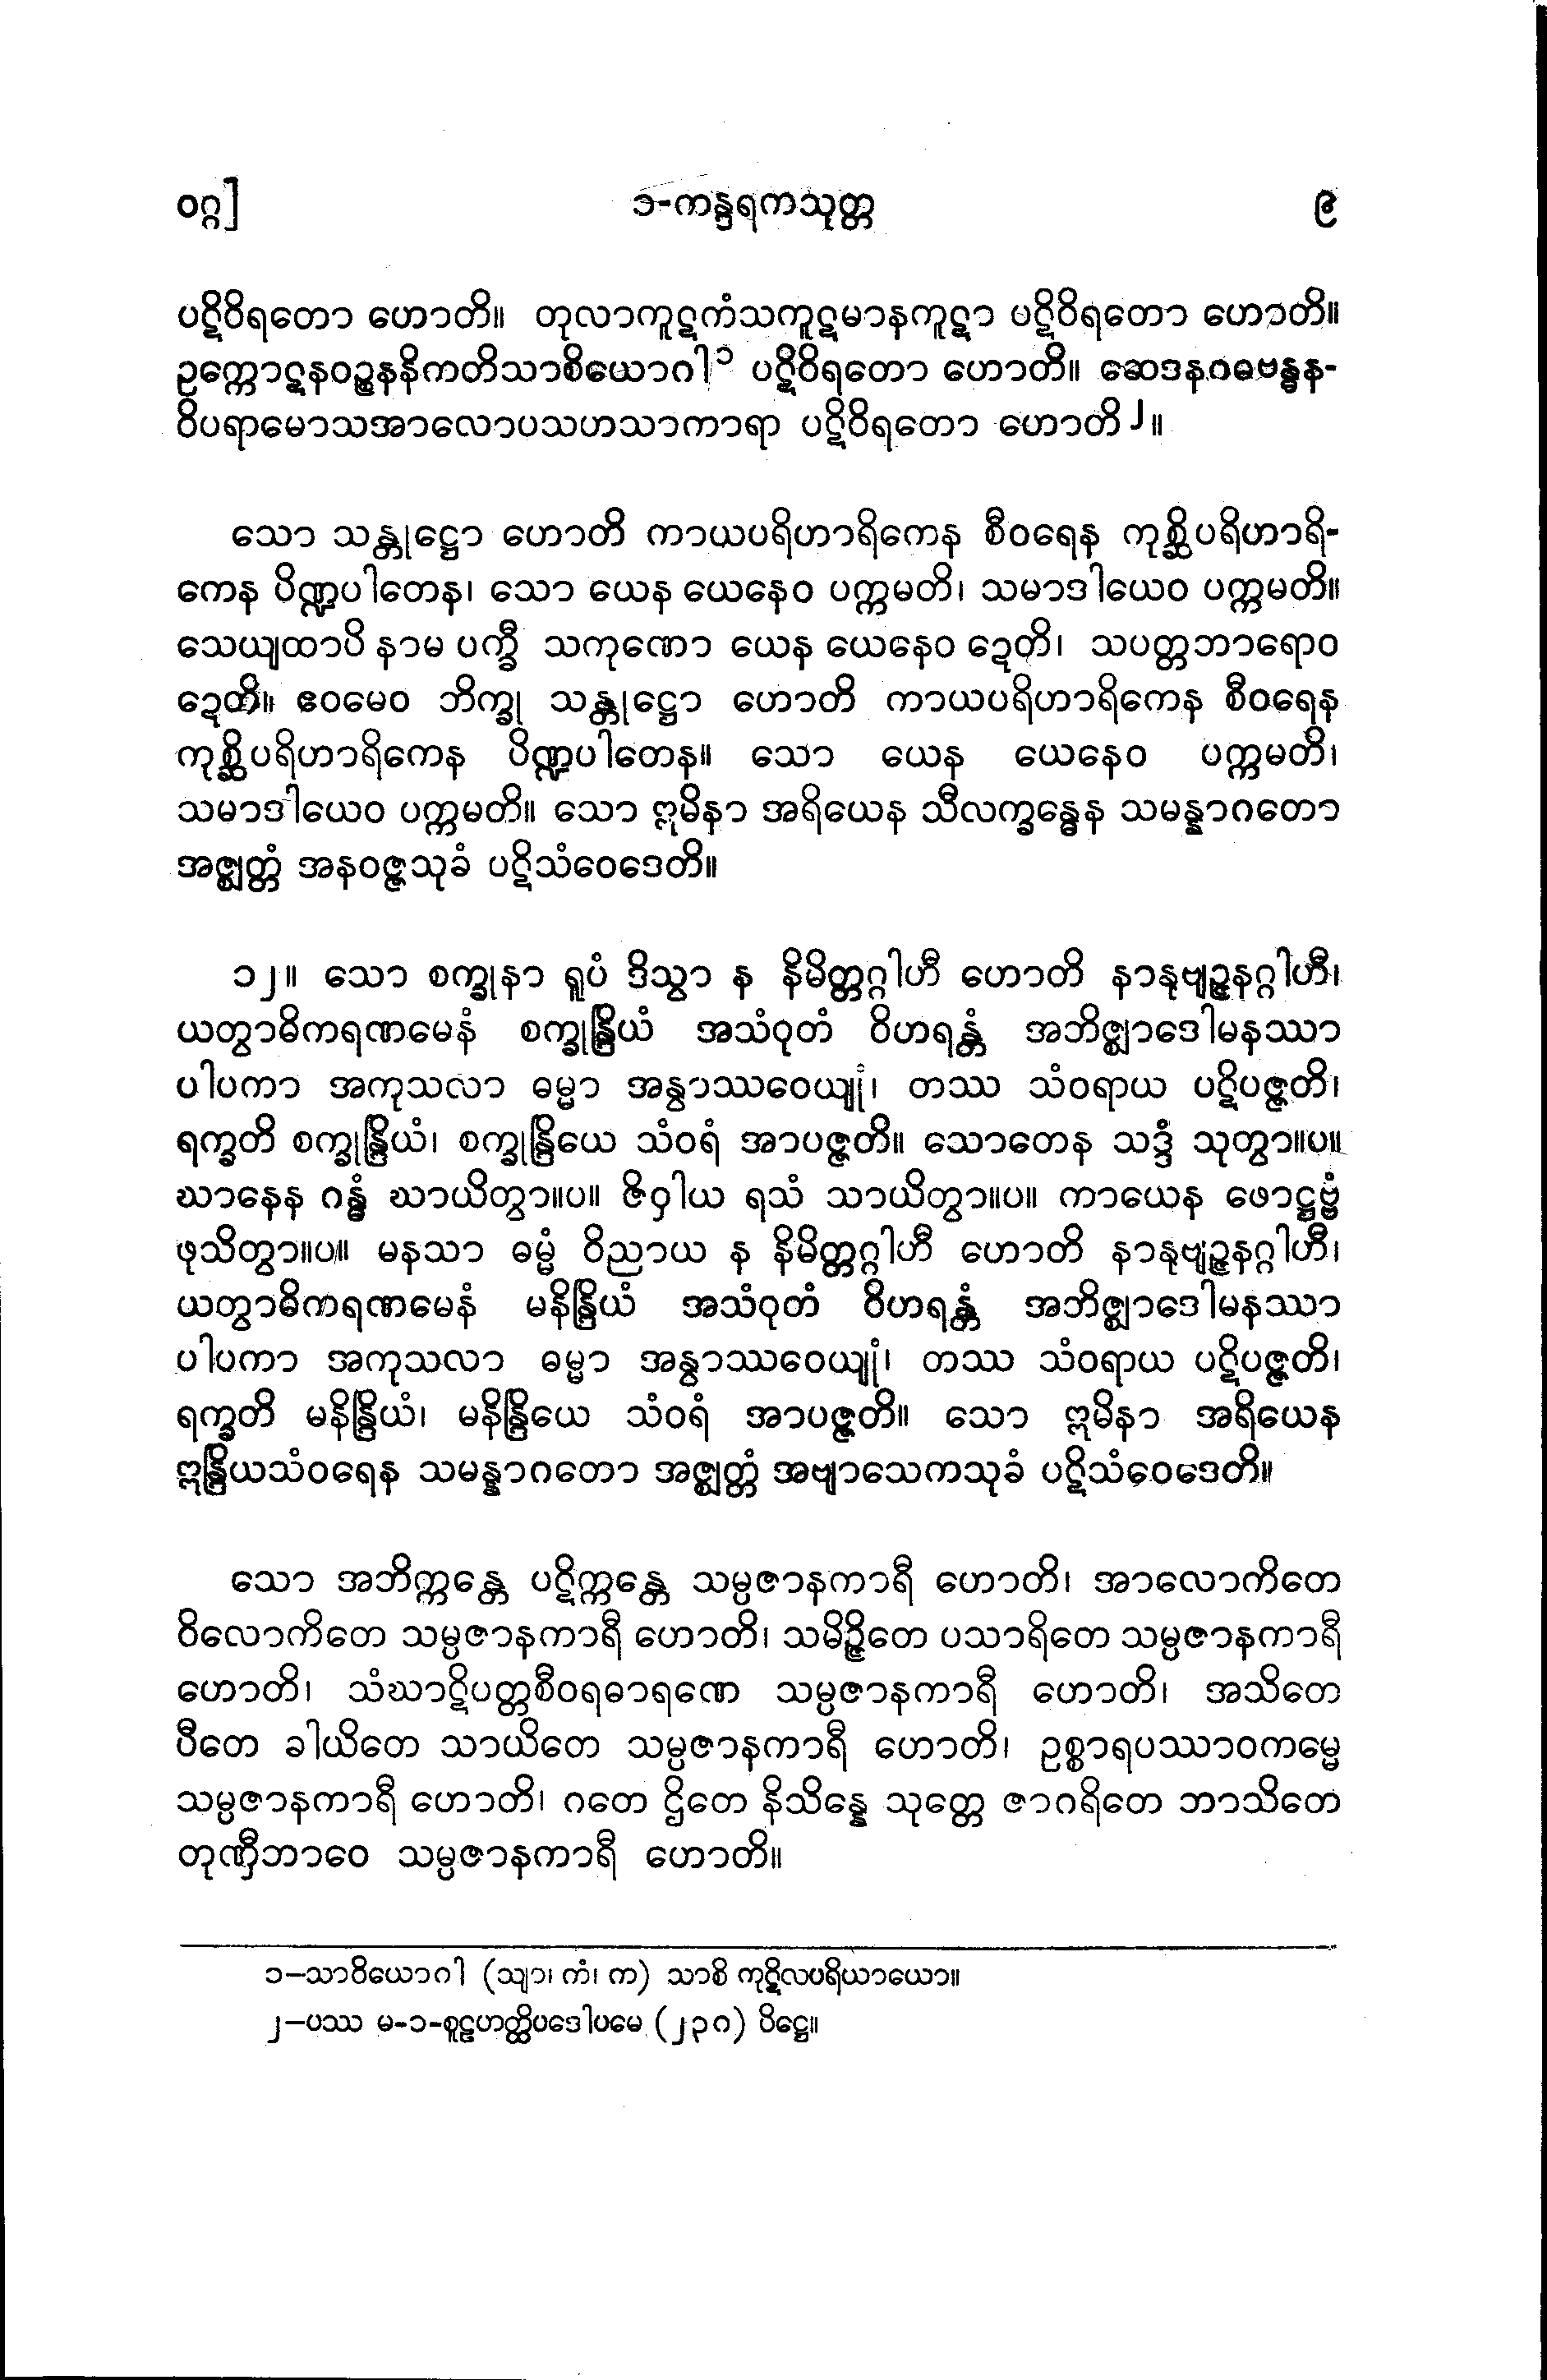 ဝဂ္ဂ] ၁-ကန္ဒရကသုတ္တ ၉
ပဋိဝိရတော ဟောတိ။ တုလာကူဋကံသကူဋမာနကူဋာ ပဋိဝိရတော ဟောတိ။
ဥက္ကောဋနဝဉ္စနနိကတိသာစိယောဂါ၁ ပဋိဝိရတော ဟောတိ။ ဆေဒနဝဓဗန္ဓန-
ဝိပရာမောသအာလောပသဟသာကာရာ ပဋိဝိရတော ဟောတိ၂။
သော သန္တုဋ္ဌော ဟောတိ ကာယပရိဟာရိကေန စီဝရေန ကုစ္ဆိပရိဟာရိ-
ကေန ပိဏ္ဍပါတေန၊ သော ယေန ယေနေဝ ပက္ကမတိ၊ သမာဒါယေဝ ပက္ကမတိ။
သေယျထာပိ နာမ ပက္ခီ သကုဏော ယေန ယေနေဝ ဍေတိ၊ သပတ္တဘာရောဝ
ဍေတိ။ ဧဝမေဝ ဘိက္ခု သန္တုဋ္ဌော ဟောတိ ကာယပရိဟာရိကေန စီဝရေန
ကုစ္ဆိပရိဟာရိကေန ပိဏ္ဍပါတေန။ သော ယေန ယေနေဝ ပက္ကမတိ၊
သမာဒါယေဝ ပက္ကမတိ။ သော ဣမိနာ အရိယေန သီလက္ခန္ဓေန သမန္နာဂတော
အဇ္ဈတ္တံ အနဝဇ္ဇသုခံ ပဋိသံဝေဒေတိ။
၁၂။ သော စက္ခုနာ ရူပံ ဒိသွာ န နိမိတ္တဂ္ဂါဟီ ဟောတိ နာနုဗျဉ္ဇနဂ္ဂါဟီ၊
ယတွာဓိကရဏမေနံ စက္ခုန္ဒြိယံ အသံဝုတံ ဝိဟရန္တံ အဘိဇ္ဈာဒေါမနဿာ
ပါပကာ အကုသလာ ဓမ္မာ အနွာဿဝေယျုံ၊ တဿ သံဝရာယ ပဋိပဇ္ဇတိ၊
ရက္ခတိ စက္ခုန္ဒြိယံ၊ စက္ခုန္ဒြိယေ သံဝရံ အာပဇ္ဇတိ။ သောတေန သဒ္ဒံ သုတွာ။ပ။
ဃာနေန ဂန္ဓံ ဃာယိတွာ။ပ။ ဇိဝှါယ ရသံ သာယိတွာ။ပ။ ကာယေန ဖောဋ္ဌဗ္ဗံ
ဖုသိတွာ။ပ။ မနသာ ဓမ္မံ ဝိညာယ န နိမိတ္တဂ္ဂါဟီ ဟောတိ နာနုဗျဉ္ဇနဂ္ဂါဟီ၊
ယတွာဓိကရဏမေနံ မနိန္ဒြိယံ အသံဝုတံ ဝိဟရန္တံ အဘိဇ္ဈာဒေါမနဿာ
ပါပကာ အကုသလာ ဓမ္မာ အနွာဿဝေယျုံ၊ တဿ သံဝရာယ ပဋိပဇ္ဇတိ၊
ရက္ခတိ မနိန္ဒြိယံ၊ မနိန္ဒြိယေ သံဝရံ အာပဇ္ဇတိ။ သော ဣမိနာ အရိယေန
ဣန္ဒြိယသံဝရေန သမန္နာဂတော အဇ္ဈတ္တံ အဗျာသေကသုခံ ပဋိသံဝေဒေတိ။
သော အဘိက္ကန္တေ ပဋိက္ကန္တေ သမ္ပဇာနကာရီ ဟောတိ၊ အာလောကိတေ
ဝိလောကိတေ သမ္ပဇာနကာရီ ဟောတိ၊ သမိဉ္ဇိတေ ပသာရိတေ သမ္ပဇာနကာရီ
ဟောတိ၊ သံဃာဋိပတ္တစီဝရဓာရဏေ သမ္ပဇာနကာရီ ဟောတိ၊ အသိတေ
ပီတေ ခါယိတေ သာယိတေ သမ္ပဇာနကာရီ ဟောတိ၊ ဥစ္စာရပဿာဝကမ္မေ
သမ္ပဇာနကာရီ ဟောတိ၊ ဂတေ ဌိတေ နိသိန္နေ သုတ္တေ ဇာဂရိတေ ဘာသိတေ
တုဏှီဘာဝေ သမ္ပဇာနကာရီ ဟောတိ။
၁–သာဝိယောဂါ (သျာ၊ ကံ၊ က) သာစိ ကုဋိလပရိယာယော။
၂–ပဿ မ-၁-စူဠဟတ္ထိပဒေါပမေ (၂၃၈) ပိဋ္ဌေ။